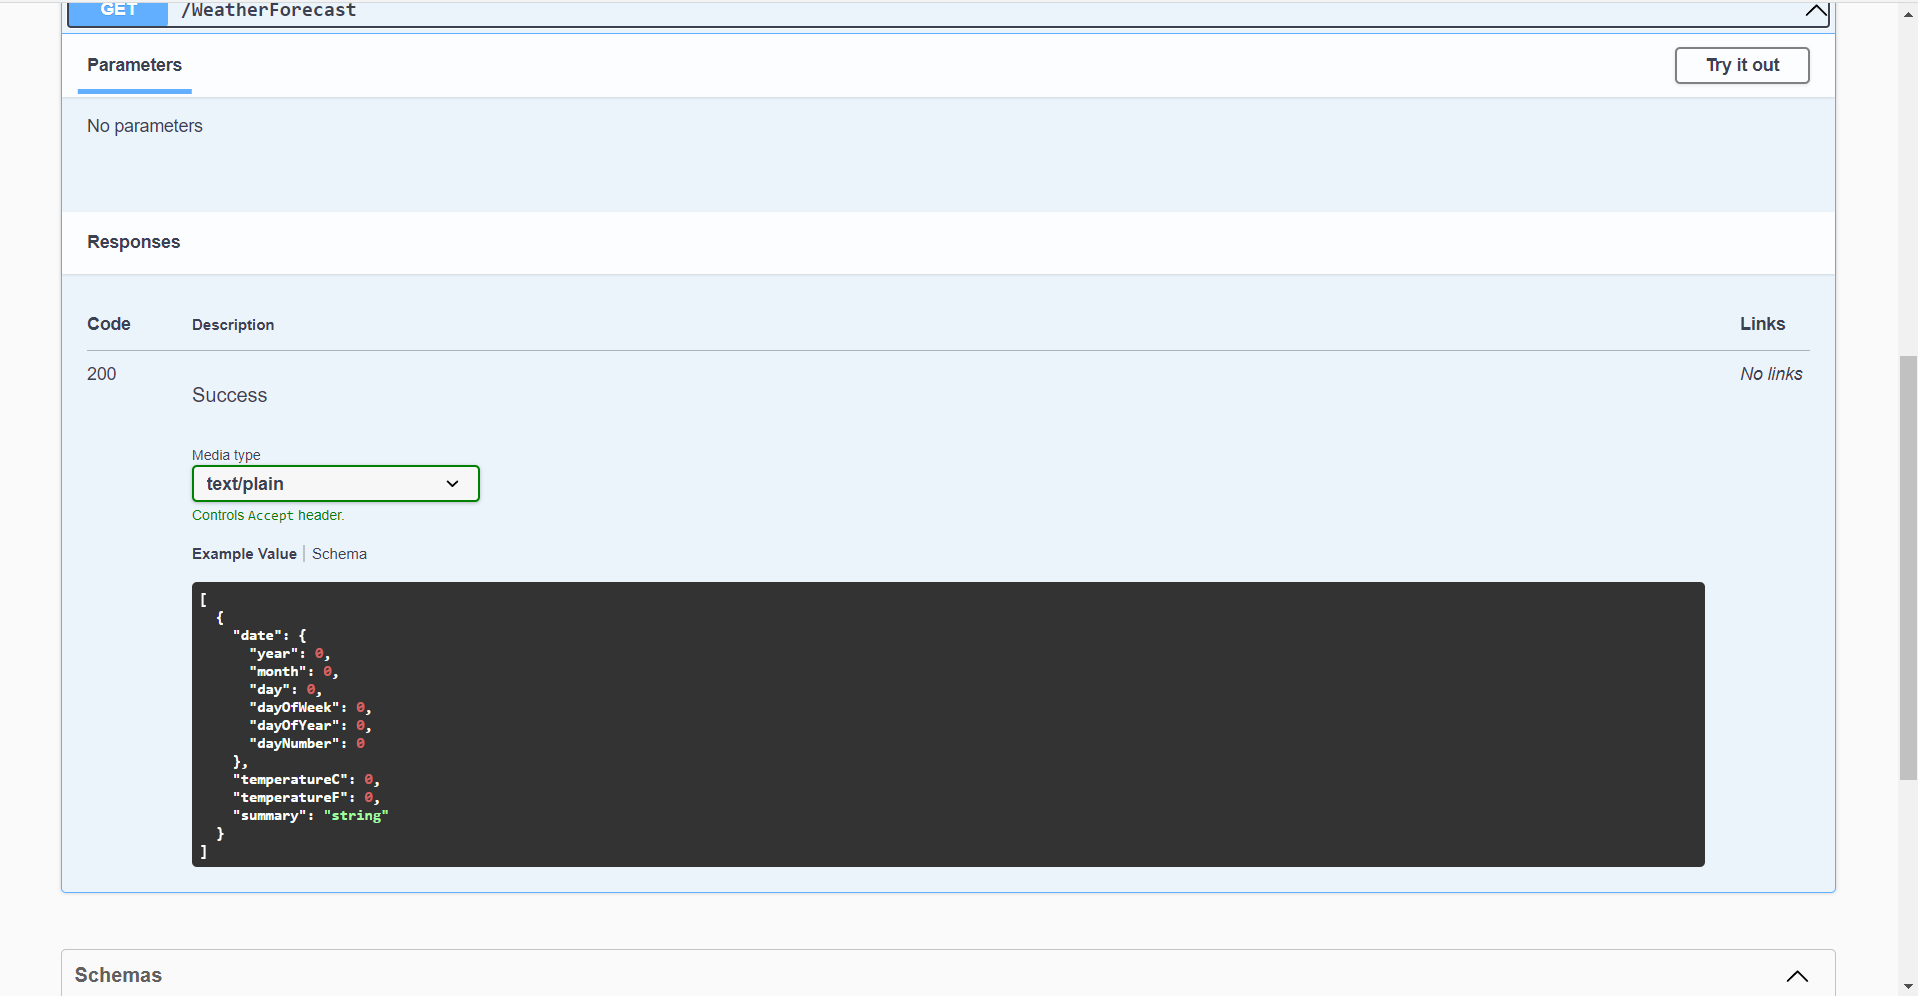 GET /WeatherForecast
Parameters
Try it out
No parameters
Responses
Code Description Links
200 Success No links
Media type
text/plain
Controls Accept header.
Example Value | Schema
[
  {
    "date": {
      "year": 0,
      "month": 0,
      "day": 0,
      "dayOfWeek": 0,
      "dayOfYear": 0,
      "dayNumber": 0
    },
    "temperatureC": 0,
    "temperatureF": 0,
    "summary": "string"
  }
]
Schemas